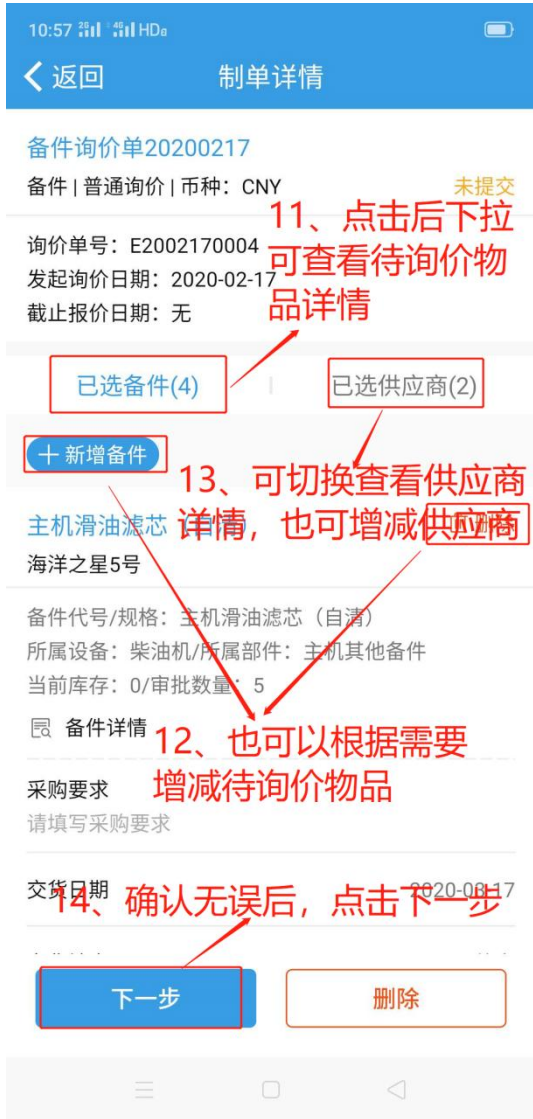 10:57 2G 4G HD
返回 制单详情
备件询价单20200217
备件 | 普通询价 | 币种：CNY 未提交
11、点击后下拉
可查看待询价物
品详情
询价单号：E2002170004
发起询价日期：2020-02-17
截止报价日期：无
已选备件(4) 已选供应商(2)
新增备件
13、可切换查看供应商
详情，也可增减供应商
主机滑油滤芯（自清） 删除
海洋之星5号
备件代号/规格：主机滑油滤芯（自清）
所属设备：柴油机/所属部件：主机其他备件
当前库存：0/审批数量：5
备件详情
12、也可以根据需要
增减待询价物品
采购要求
请填写采购要求
交货日期 2020-03-17
14、确认无误后，点击下一步
下一步 删除